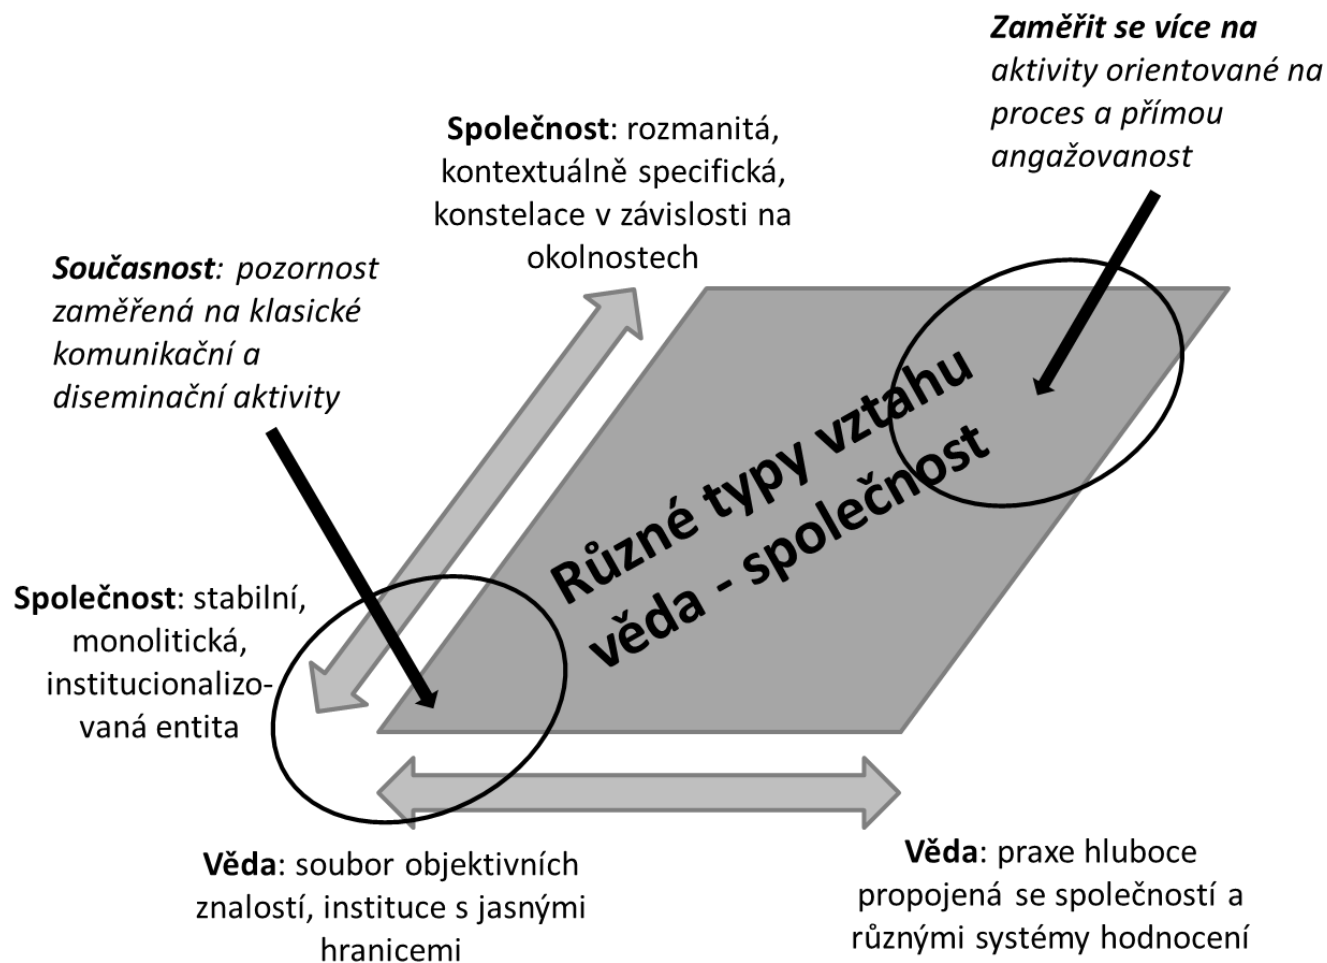 Zaměřit se více na
aktivity orientované na
proces a přímou
angažovanost
Společnost: rozmanitá,
kontextuálně specifická,
konstelace v závislosti na
okolnostech
Současnost: pozornost
zaměřená na klasické
komunikační a
diseminační aktivity
Různé typy vztahu
věda - společnost
Společnost: stabilní,
monolitická,
institucionalizo-
vaná entita
Věda: soubor objektivních
znalostí, instituce s jasnými
hranicemi
Věda: praxe hluboce
propojená se společností a
různými systémy hodnocení